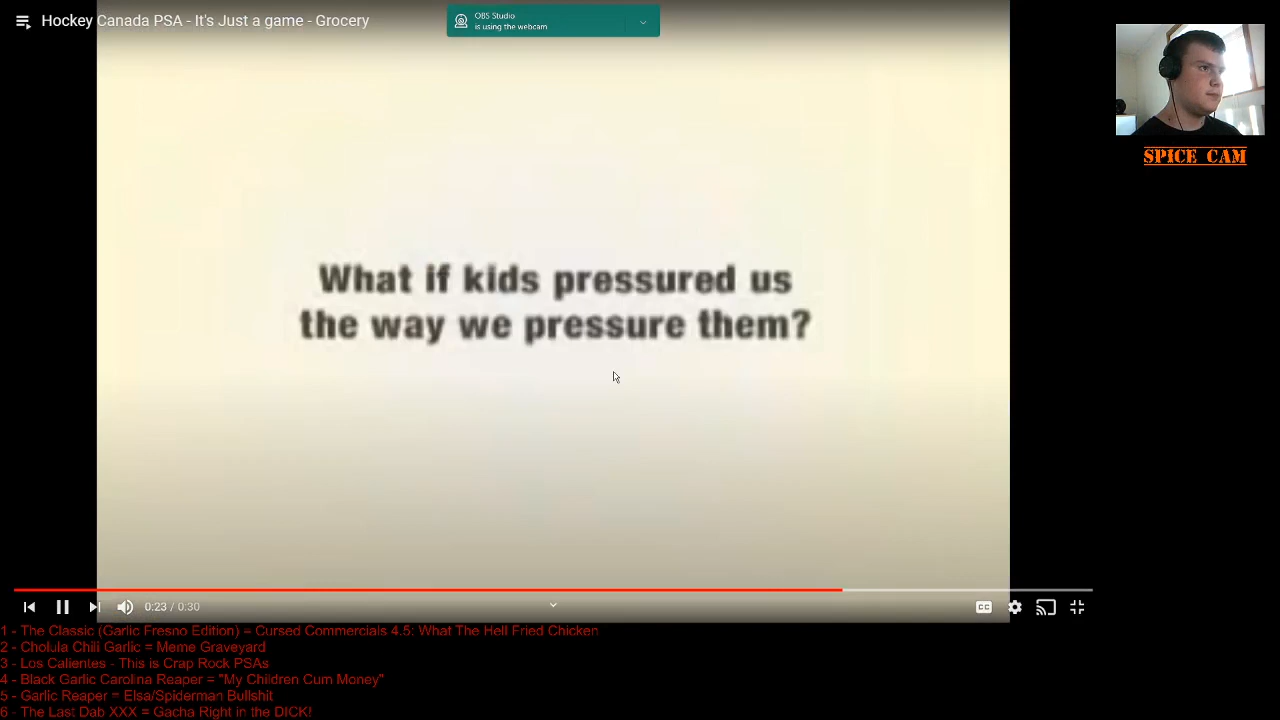 Hockey Canada PSA - It's Just a game - Grocery
OBS Studio
is using the webcam
SPICE CAM
What if kids pressured us
the way we pressure them?
0:23 / 0:30
CC
1 - The Classic (Garlic Fresno Edition) = Cursed Commercials 4.5: What The Hell Fried Chicken
2 - Cholula Chili Garlic = Meme Graveyard
3 - Los Calientes - This is Crap Rock PSAs
4 - Black Garlic Carolina Reaper = "My Children Cum Money"
5 - Garlic Reaper = Elsa/Spiderman Bullshit
6 - The Last Dab XXX = Gacha Right in the DICK!